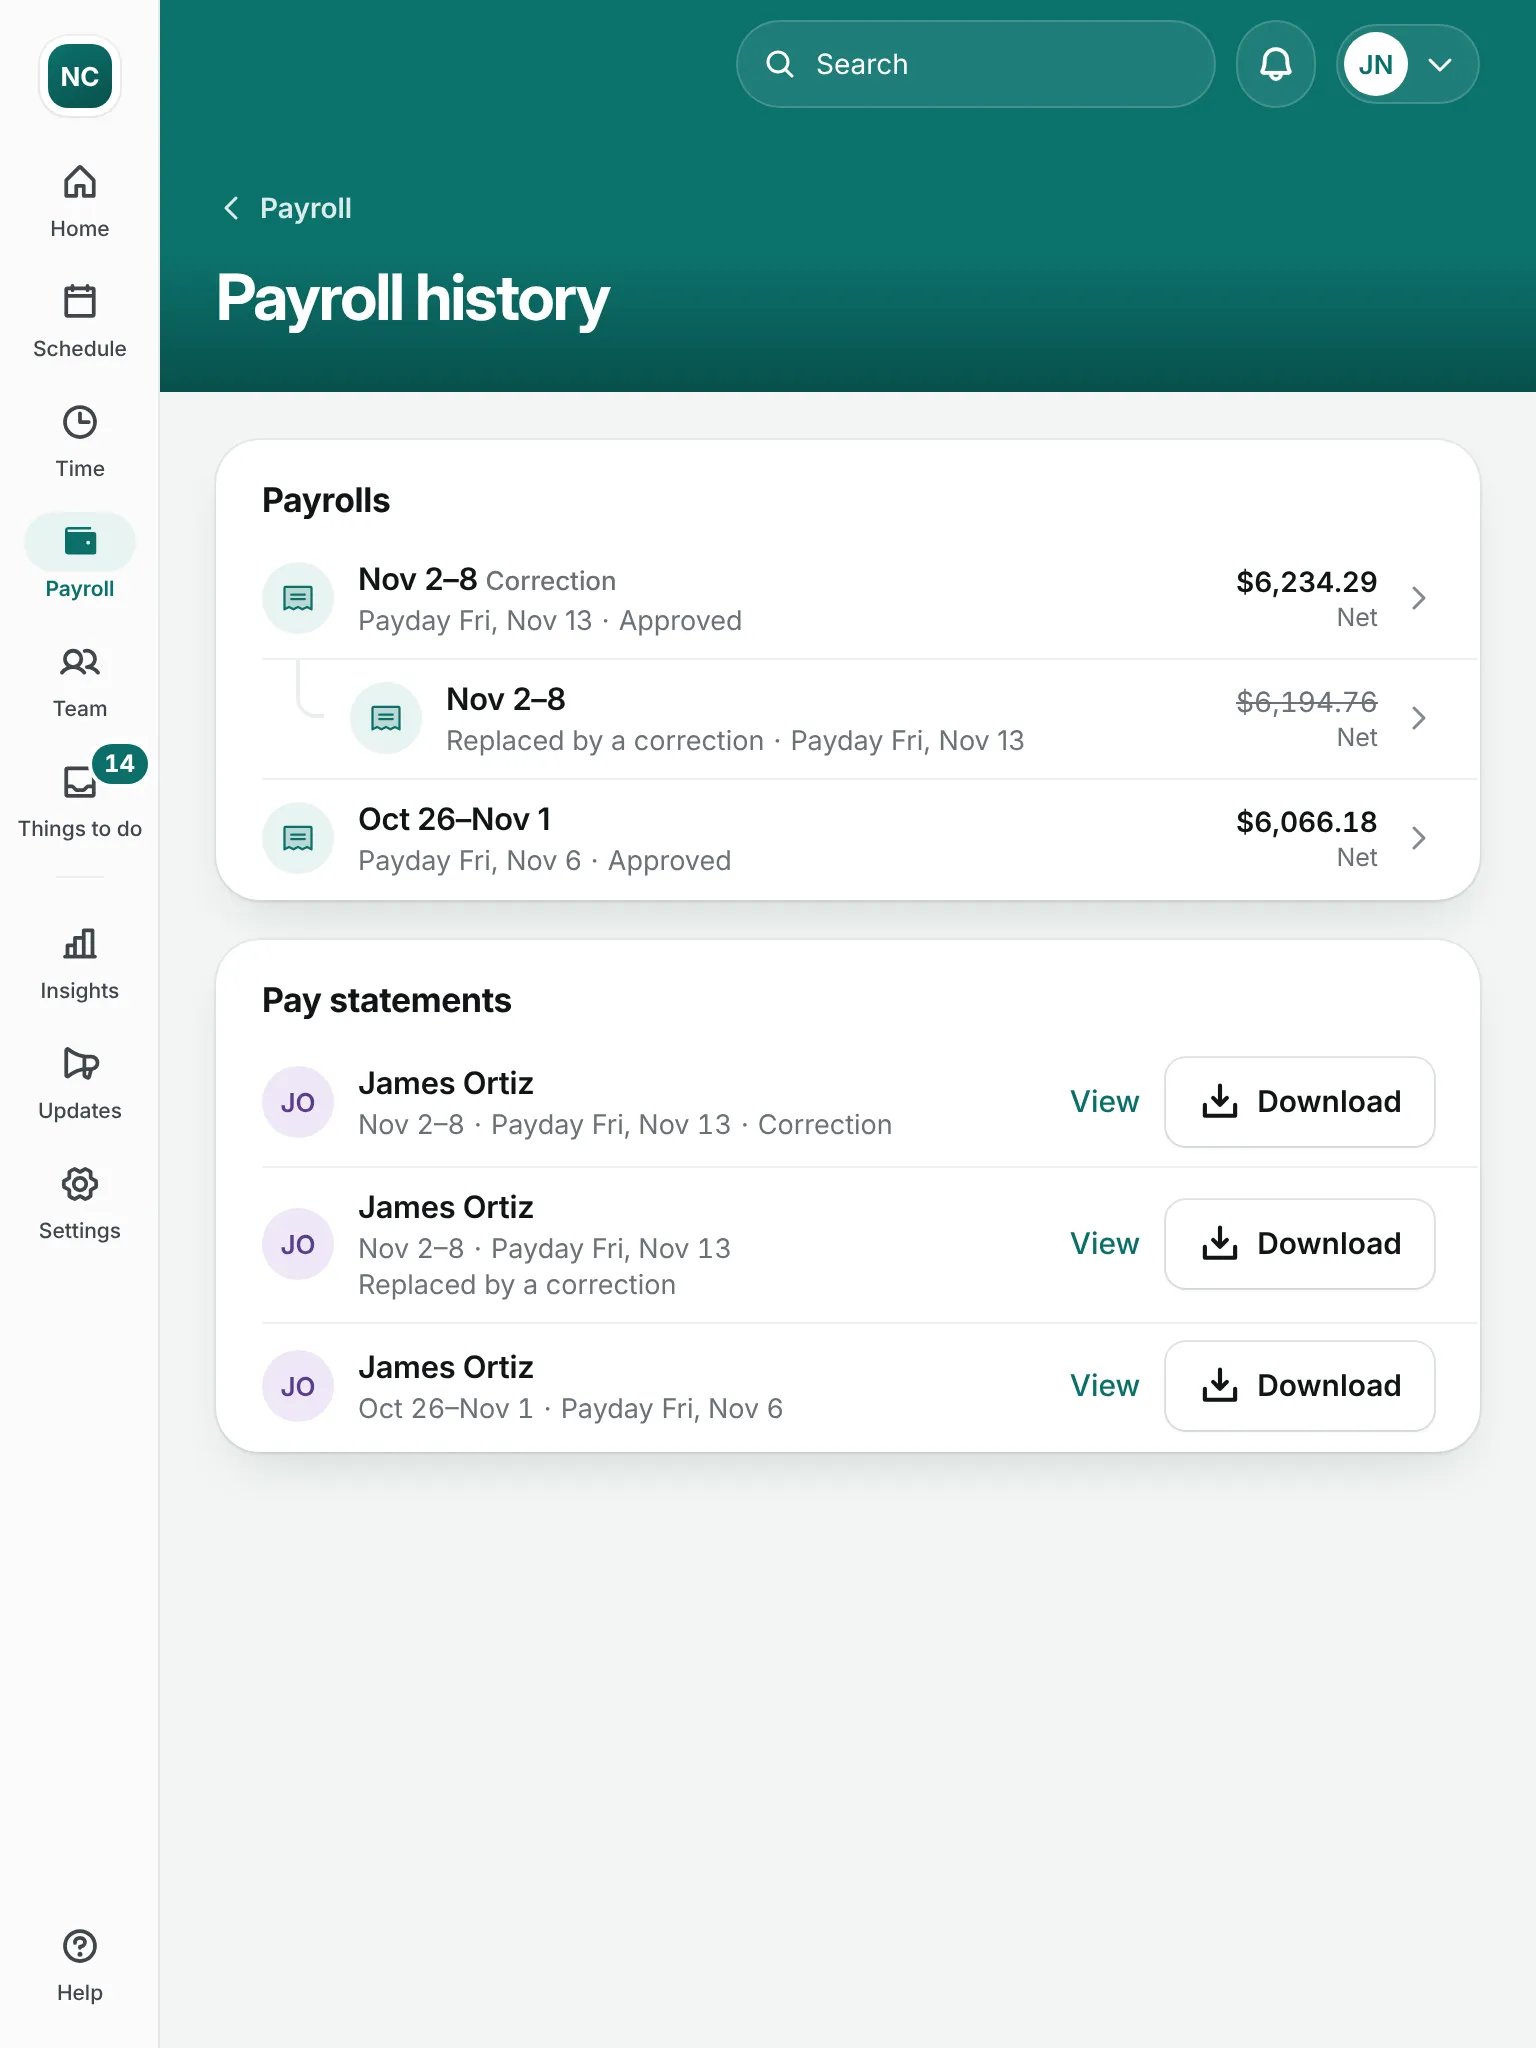 NC
Home
Schedule
Time
Payroll
Team
14
Things to do
Insights
Updates
Settings
Help
Search
JN
Payroll
Payroll history
Payrolls
Nov 2–8 Correction
Payday Fri, Nov 13 · Approved
$6,234.29
Net
Nov 2–8
Replaced by a correction · Payday Fri, Nov 13
$6,194.76
Net
Oct 26–Nov 1
Payday Fri, Nov 6 · Approved
$6,066.18
Net
Pay statements
JO
James Ortiz
Nov 2–8 · Payday Fri, Nov 13 · Correction
View
Download
JO
James Ortiz
Nov 2–8 · Payday Fri, Nov 13
Replaced by a correction
View
Download
JO
James Ortiz
Oct 26–Nov 1 · Payday Fri, Nov 6
View
Download